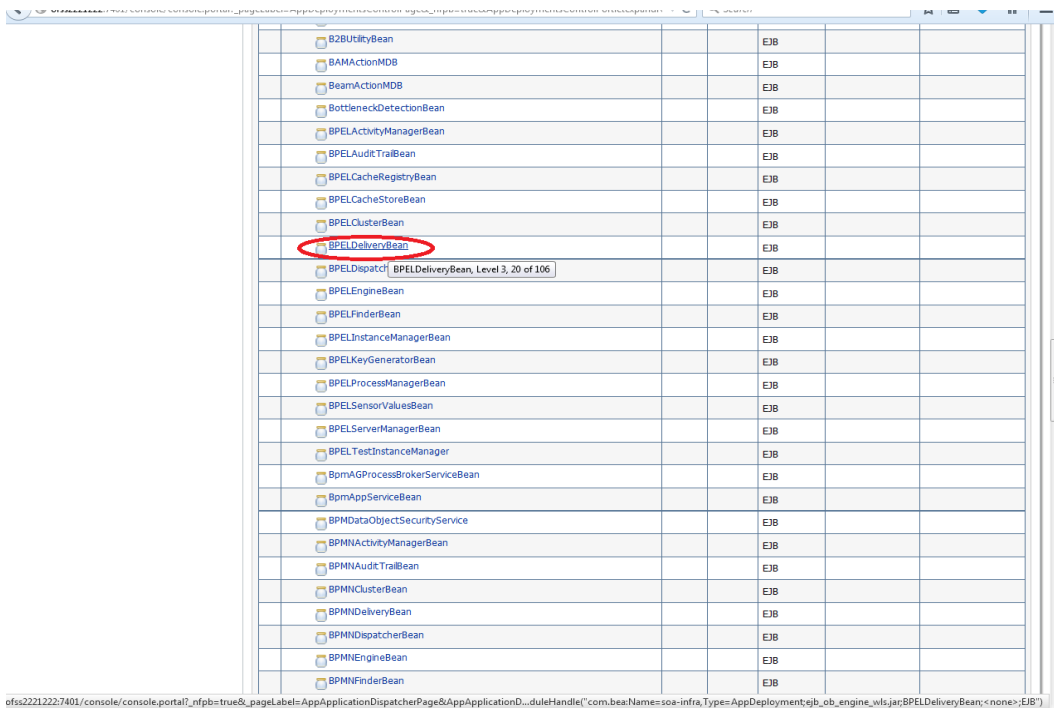 B2BUtilityBean EJB
BAMActionMDB EJB
BeamActionMDB EJB
BottleneckDetectionBean EJB
BPELActivityManagerBean EJB
BPELAuditTrailBean EJB
BPELCacheRegistryBean EJB
BPELCacheStoreBean EJB
BPELClusterBean EJB
BPELDeliveryBean EJB
BPELDispatch BPELDeliveryBean, Level 3, 20 of 106 EJB
BPELEngineBean EJB
BPELFinderBean EJB
BPELInstanceManagerBean EJB
BPELKeyGeneratorBean EJB
BPELProcessManagerBean EJB
BPELSensorValuesBean EJB
BPELServerManagerBean EJB
BPELTestInstanceManager EJB
BpmAGProcessBrokerServiceBean EJB
BpmAppServiceBean EJB
BPMDataObjectSecurityService EJB
BPMNActivityManagerBean EJB
BPMNAuditTrailBean EJB
BPMNClusterBean EJB
BPMNDeliveryBean EJB
BPMNDispatcherBean EJB
BPMNEngineBean EJB
BPMNFinderBean EJB
ofss2221222:7401/console/console.portal?_nfpb=true&_pageLabel=AppApplicationDispatcherPage&AppApplicationD...duleHandle("com.bea:Name=soa-infra,Type=AppDeployment;ejb_ob_engine_wls.jar;BPELDeliveryBean;<none>;EJB")